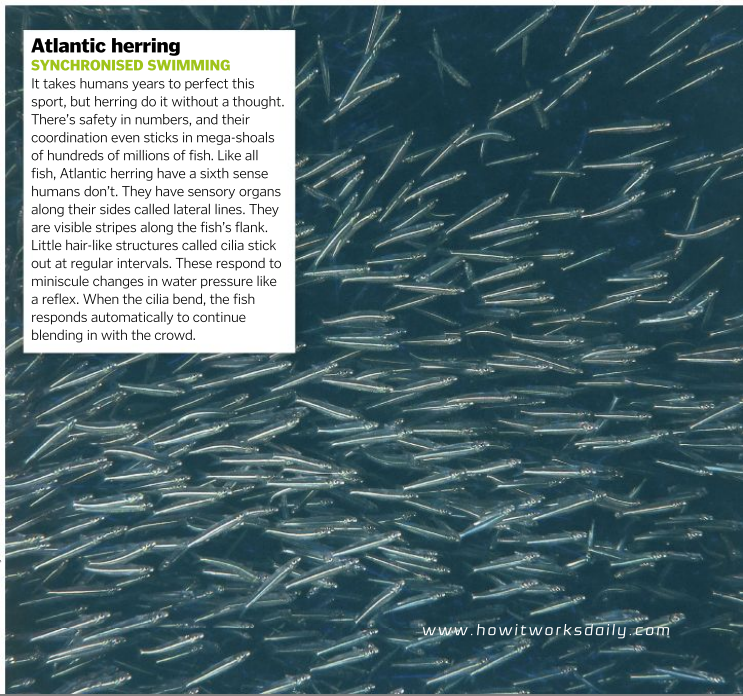 Atlantic herring
SYNCHRONISED SWIMMING
It takes humans years to perfect this
sport, but herring do it without a thought.
There's safety in numbers, and their
coordination even sticks in mega-shoals
of hundreds of millions of fish. Like all
fish, Atlantic herring have a sixth sense
humans don't. They have sensory organs
along their sides called lateral lines. They
are visible stripes along the fish's flank.
Little hair-like structures called cilia stick
out at regular intervals. These respond to
miniscule changes in water pressure like
a reflex. When the cilia bend, the fish
responds automatically to continue
blending in with the crowd.
www.howitworksdaily.com